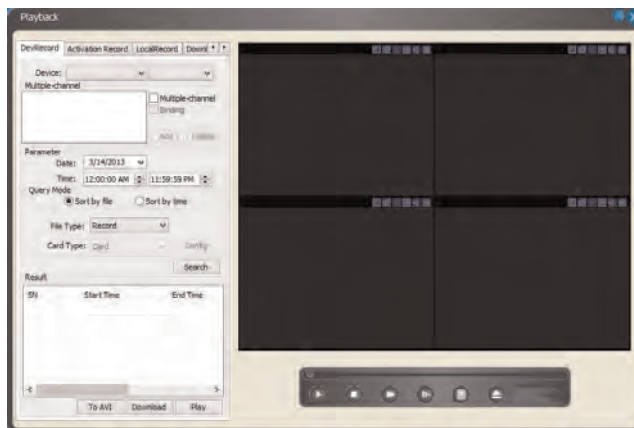 Playback
DevRecord Activation Record LocalRecord Downl
Device:
Multiple-channel
Multiple-channel
Binding
Add Delete
Parameter
Date: 3/14/2013
Time: 12:00:00 AM 11:59:59 PM
Query Mode
Sort by file Sort by time
File Type: Record
Card Type: Card Config
Search
Result
SN Start Time End Time
To AVI Download Play